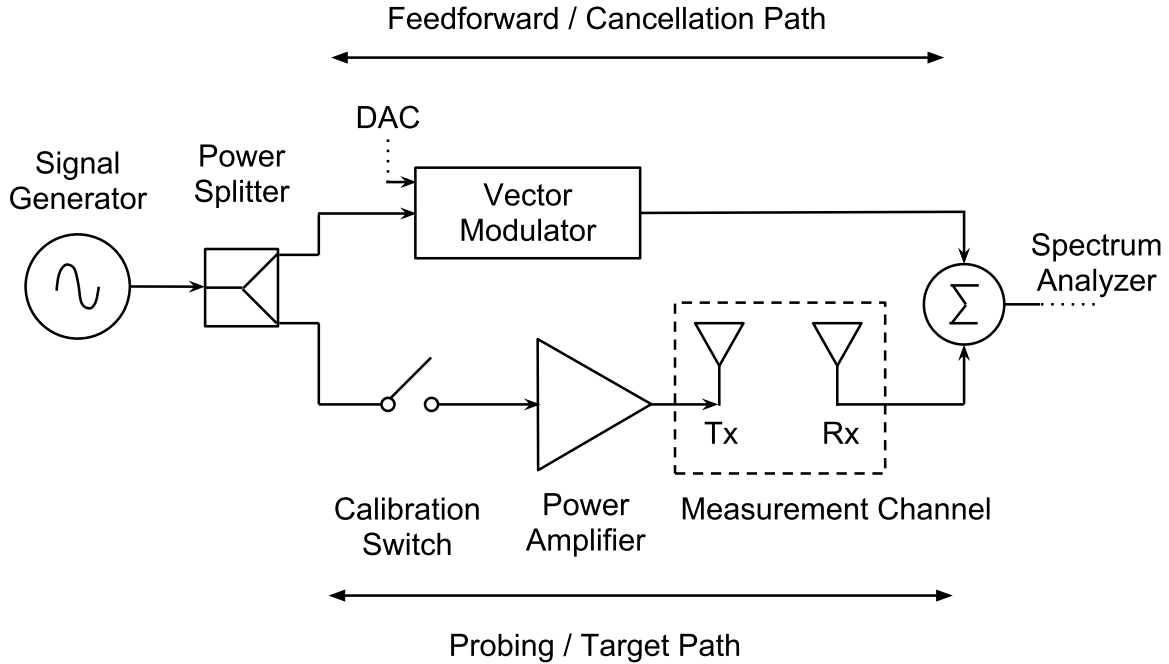 Feedforward / Cancellation Path
DAC
Signal
Generator
Power
Splitter
Vector
Modulator
Spectrum
Analyzer
Σ
Tx
Rx
Calibration
Switch
Power
Amplifier
Measurement Channel
Probing / Target Path